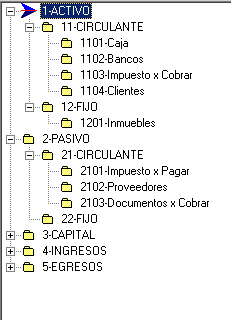 1-ACTIVO
11-CIRCULANTE
1101-Caja
1102-Bancos
1103-Impuesto x Cobrar
1104-Clientes
12-FIJO
1201-Inmuebles
2-PASIVO
21-CIRCULANTE
2101-Impuesto x Pagar
2102-Proveedores
2103-Documentos x Cobrar
22-FIJO
3-CAPITAL
4-INGRESOS
5-EGRESOS